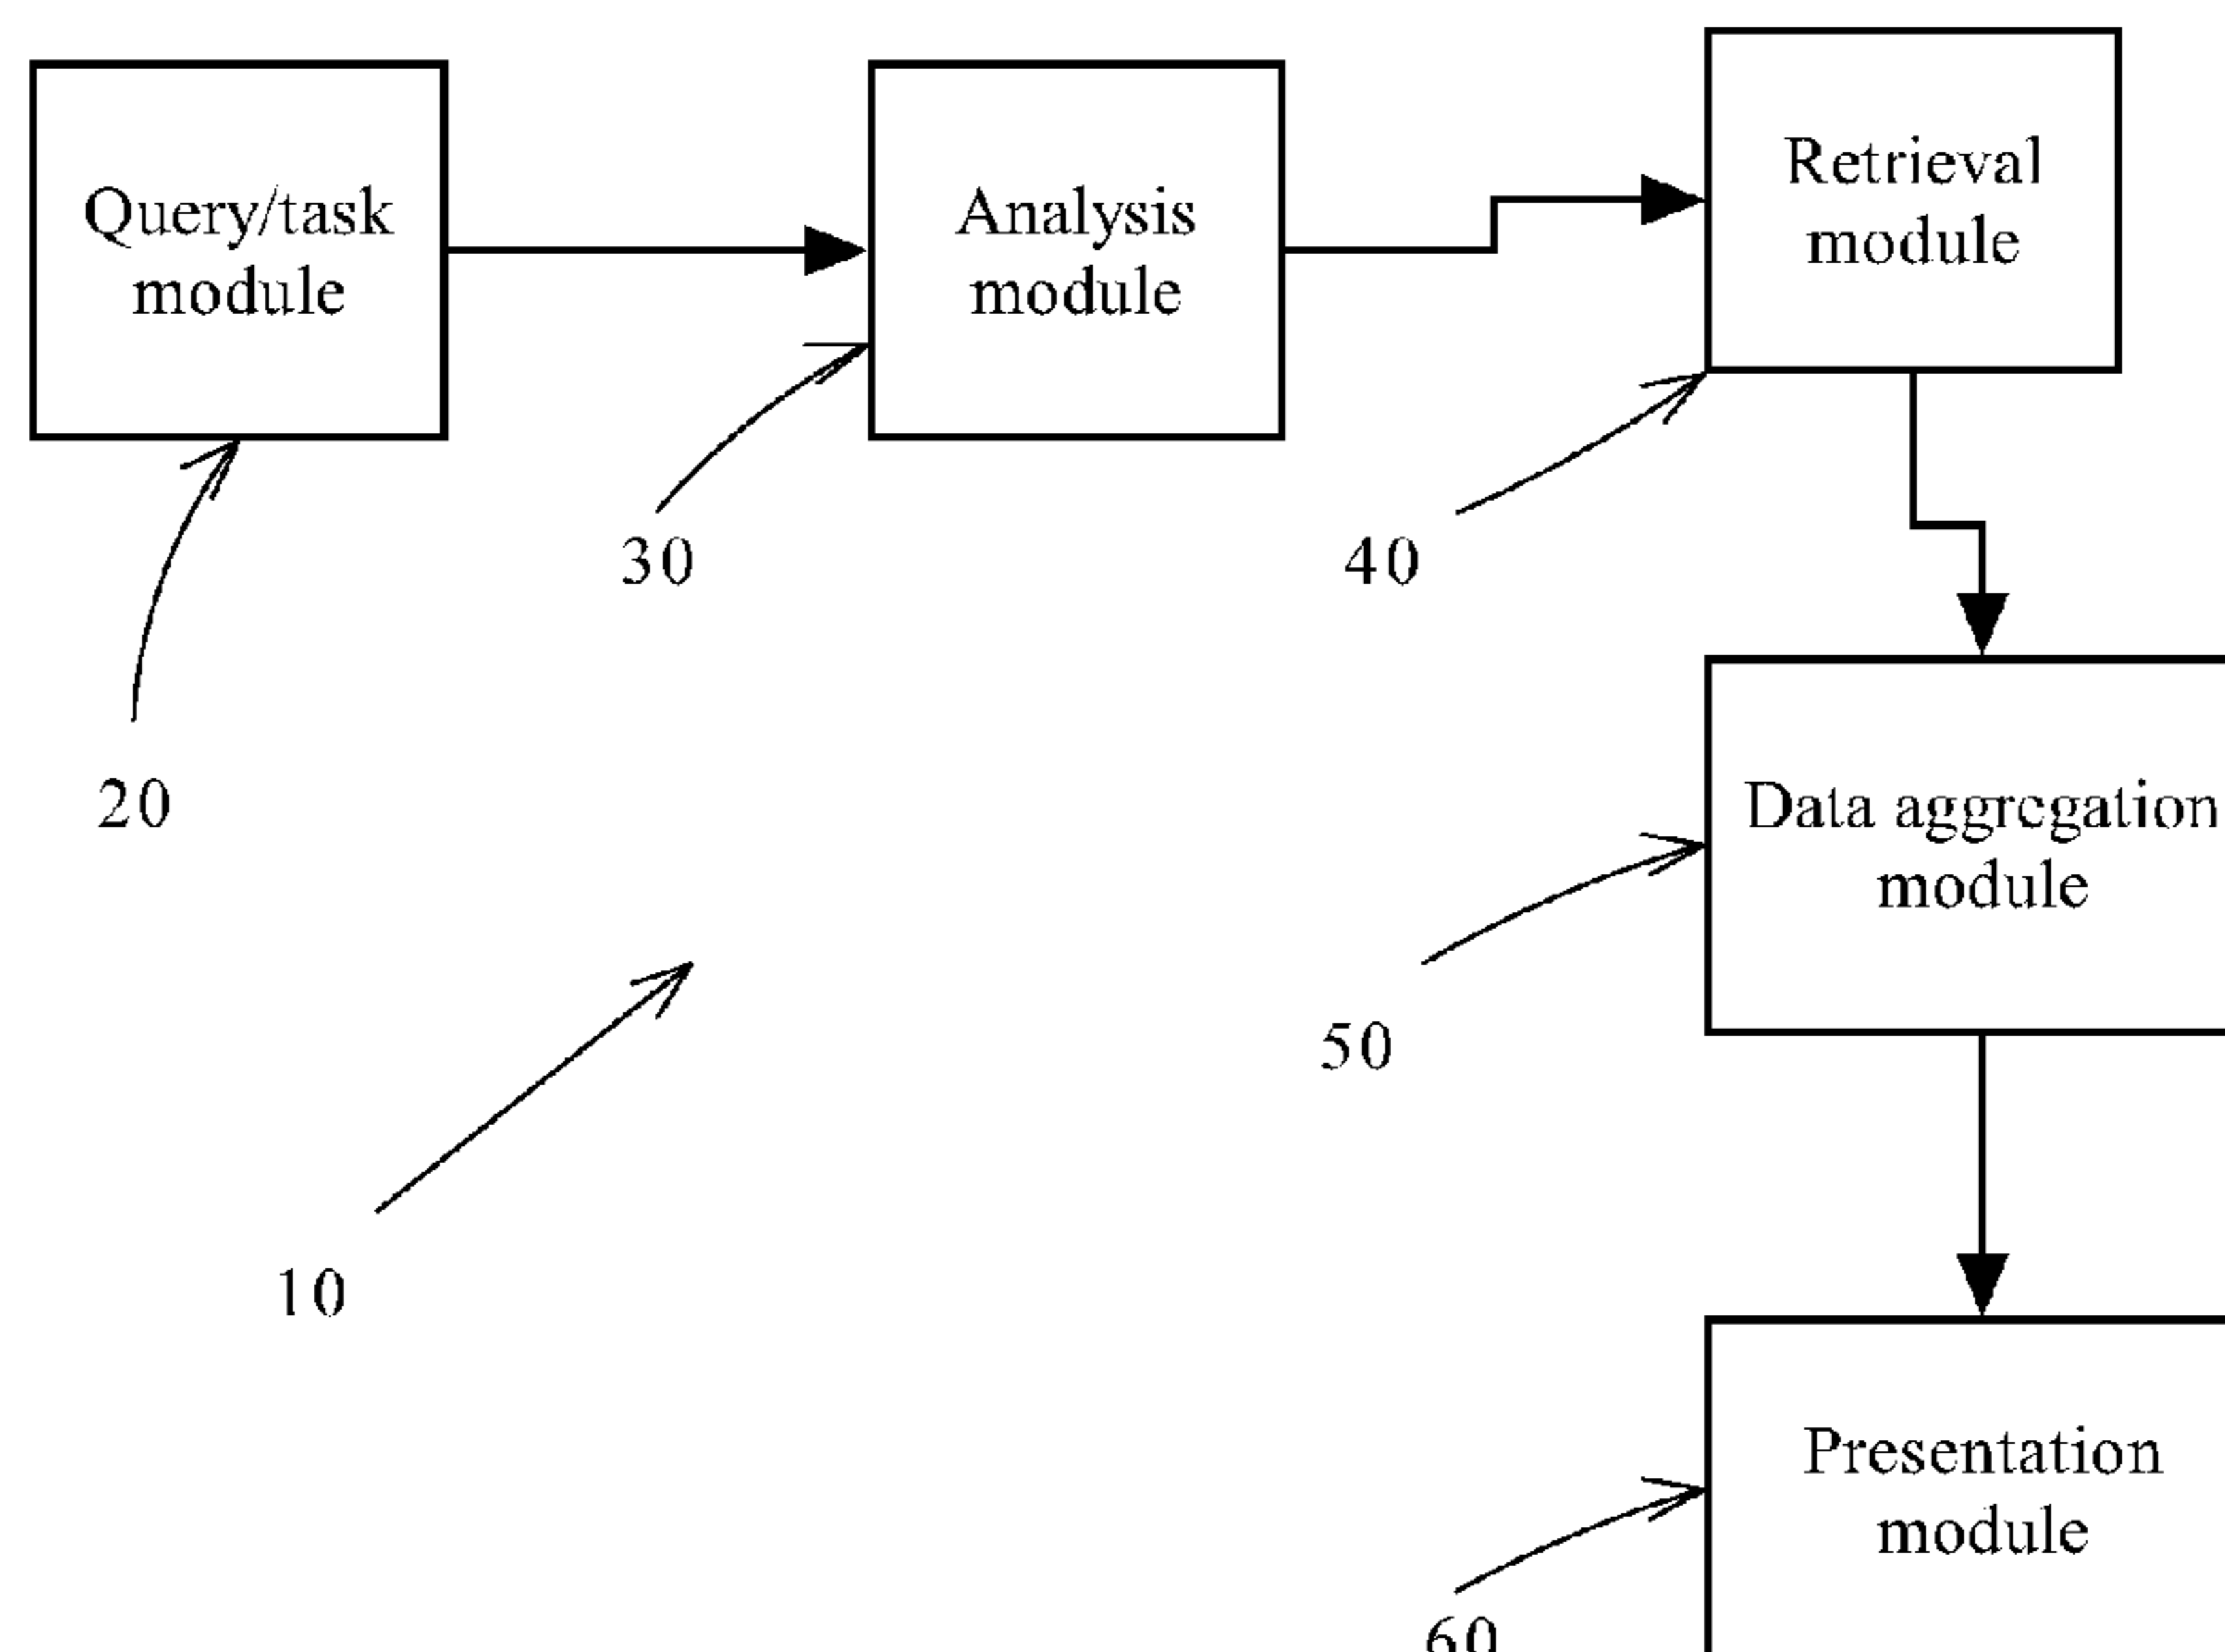 Query/task
module
Analysis
module
Retrieval
module
30
40
20
Data aggregation
module
50
10
Presentation
module
60